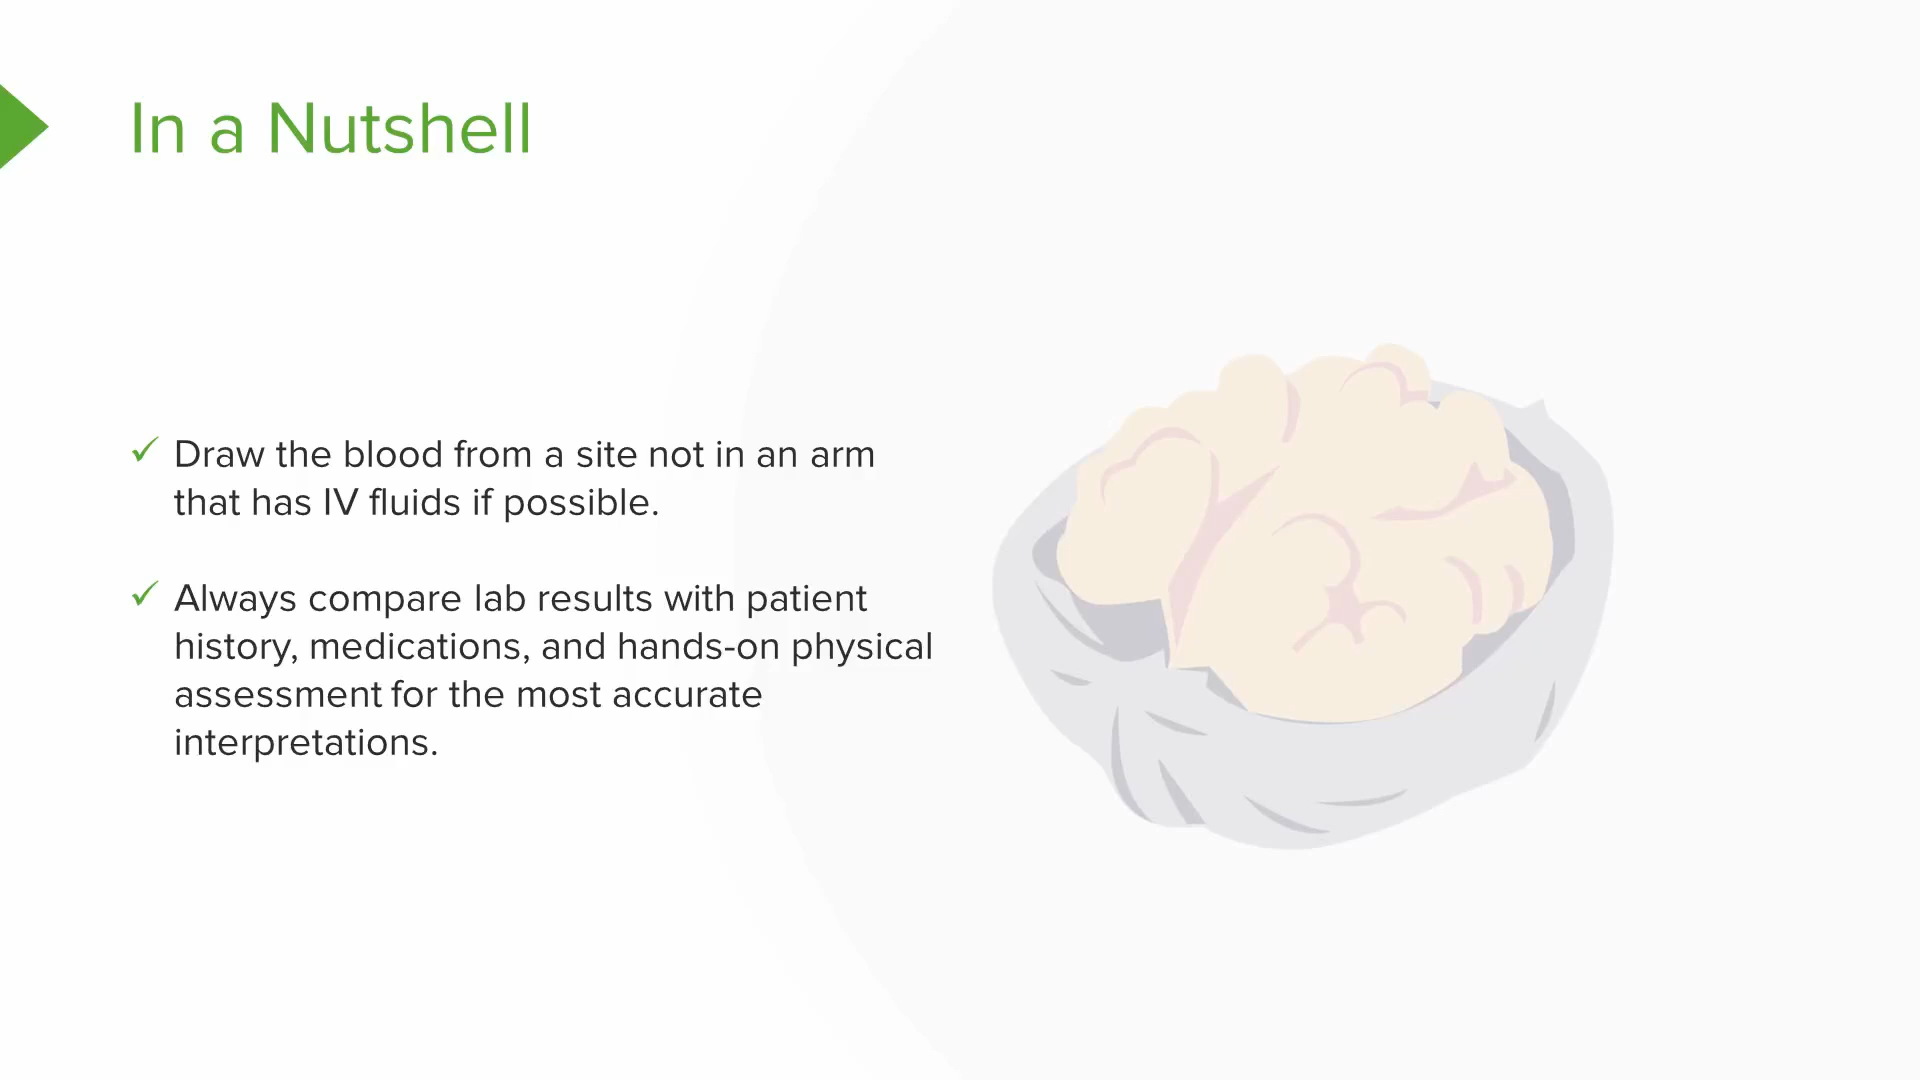 In a Nutshell
✓ Draw the blood from a site not in an arm
that has IV fluids if possible.
✓ Always compare lab results with patient
history, medications, and hands-on physical
assessment for the most accurate
interpretations.